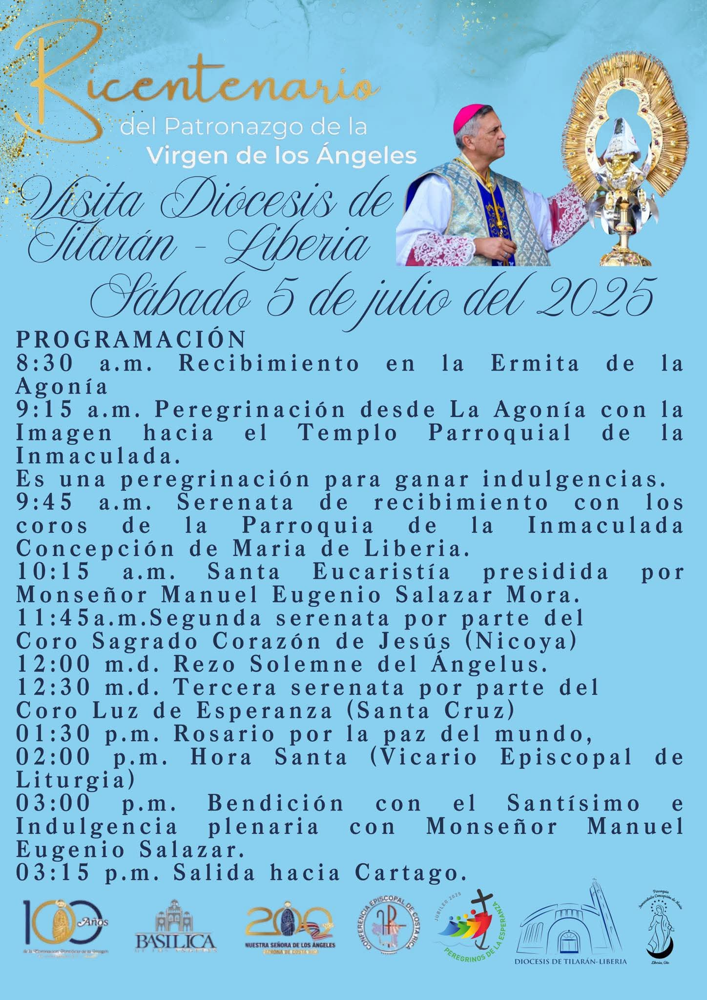 Bicentenario
del Patronazgo de la
Virgen de los Ángeles
Visita Diócesis de
Tilarán - Liberia
Sábado 5 de julio del 2025
PROGRAMACIÓN
8:30 a.m. Recibimiento en la Ermita de la
Agonía
9:15 a.m. Peregrinación desde La Agonía con la
Imagen hacia el Templo Parroquial de la
Inmaculada.
Es una peregrinación para ganar indulgencias.
9:45 a.m. Serenata de recibimiento con los
coros de la Parroquia de la Inmaculada
Concepción de Maria de Liberia.
10:15 a.m. Santa Eucaristía presidida por
Monseñor Manuel Eugenio Salazar Mora.
11:45a.m.Segunda serenata por parte del
Coro Sagrado Corazón de Jesús (Nicoya)
12:00 m.d. Rezo Solemne del Ángelus.
12:30 m.d. Tercera serenata por parte del
Coro Luz de Esperanza (Santa Cruz)
01:30 p.m. Rosario por la paz del mundo,
02:00 p.m. Hora Santa (Vicario Episcopal de
Liturgia)
03:00 p.m. Bendición con el Santísimo e
Indulgencia plenaria con Monseñor Manuel
Eugenio Salazar.
03:15 p.m. Salida hacia Cartago.
100 Años
de la Coronación Pontificia de la Imagen
BASILICA
DE LOS ANGELES
200
NUESTRA SEÑORA DE LOS ÁNGELES
PATRONA DE COSTA RICA
CONFERENCIA EPISCOPAL DE COSTA RICA
JUBILEO 2025
PEREGRINOS DE LA ESPERANZA
DIOCESIS DE TILARÁN-LIBERIA
Parroquia
Inmaculada Concepción de María
Liberia, Gte